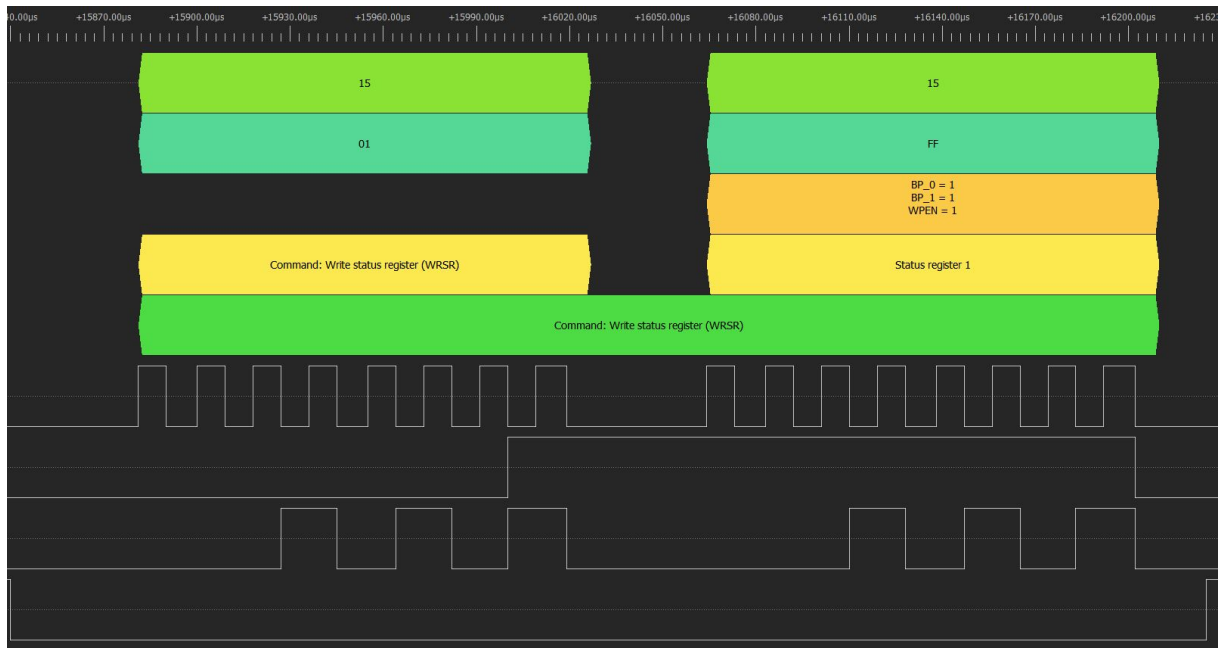 +15870.00µs +15900.00µs +15930.00µs +15960.00µs +15990.00µs +16020.00µs +16050.00µs +16080.00µs +16110.00µs +16140.00µs +16170.00µs +16200.00µs
15 15
01 FF
BP_0 = 1
BP_1 = 1
WPEN = 1
Command: Write status register (WRSR) Status register 1
Command: Write status register (WRSR)